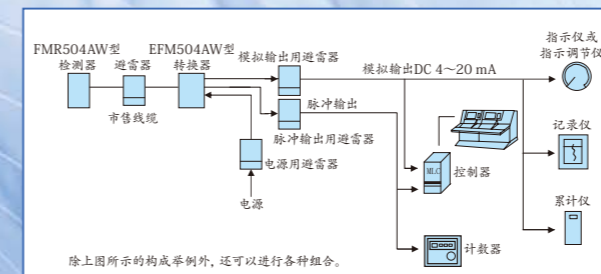 FMR504AW型
检测器
避雷器
EFM504AW型
转换器
市售线缆
模拟输出用避雷器
模拟输出DC 4～20 mA
指示仪或
指示调节仪
脉冲输出
脉冲输出用避雷器
电源用避雷器
电源
MLC
控制器
记录仪
累计仪
计数器
除上图所示的构成举例外, 还可以进行各种组合。